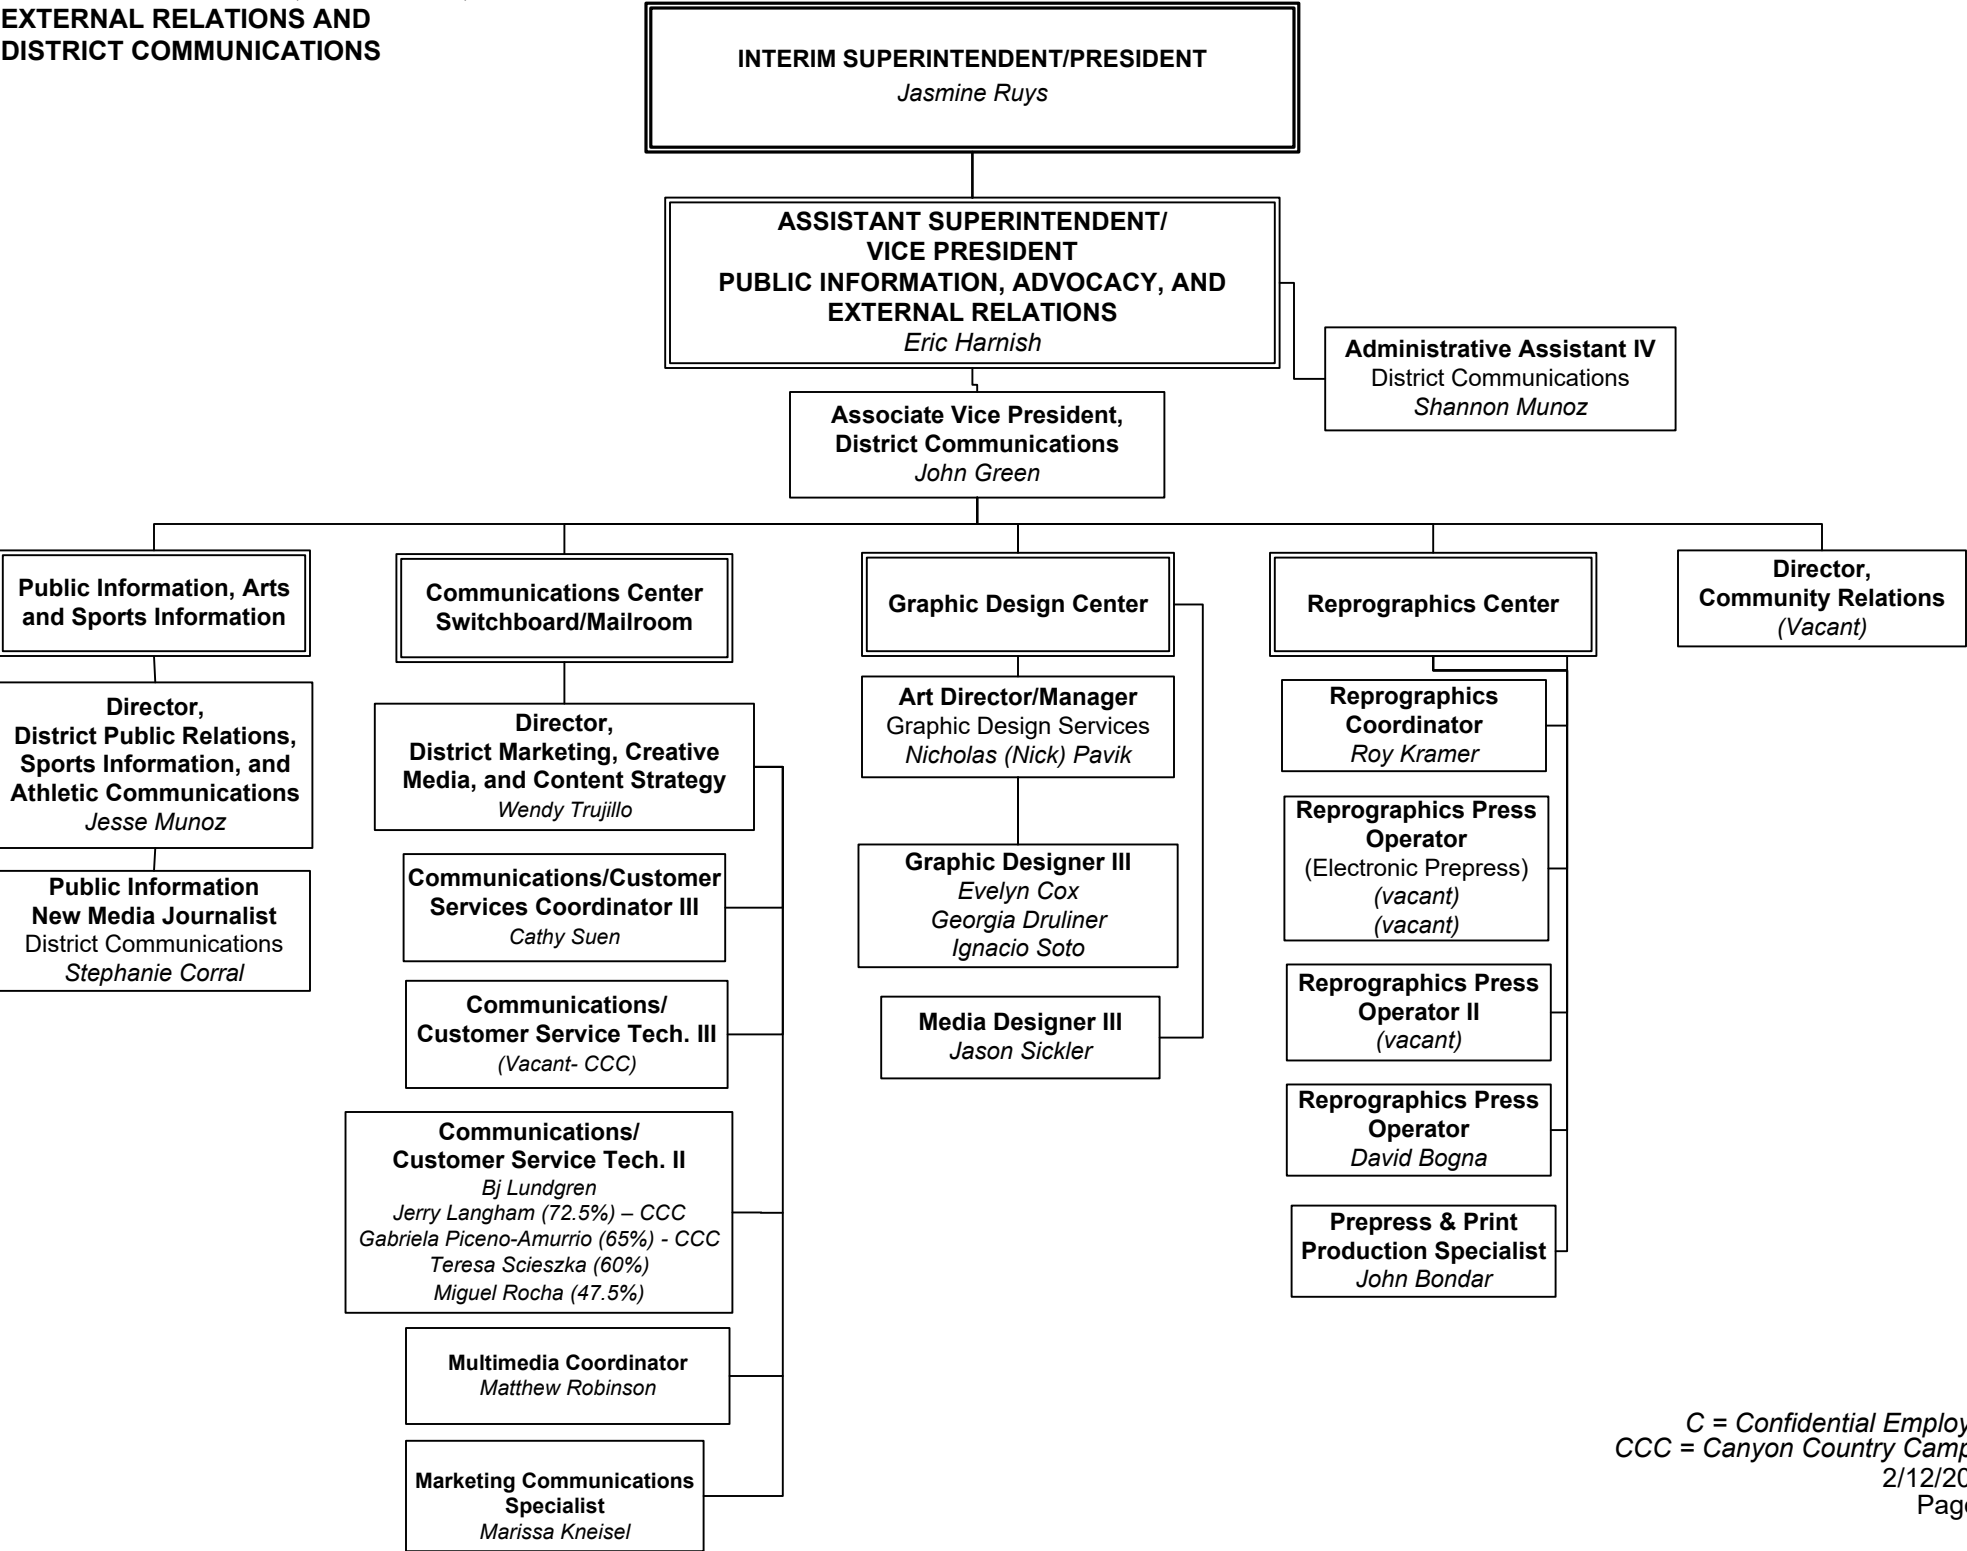 EXTERNAL RELATIONS AND
DISTRICT COMMUNICATIONS
INTERIM SUPERINTENDENT/PRESIDENT
Jasmine Ruys
ASSISTANT SUPERINTENDENT/
VICE PRESIDENT
PUBLIC INFORMATION, ADVOCACY, AND
EXTERNAL RELATIONS
Eric Harnish
Administrative Assistant IV
District Communications
Shannon Munoz
Associate Vice President,
District Communications
John Green
Public Information, Arts
and Sports Information
Director,
District Public Relations,
Sports Information, and
Athletic Communications
Jesse Munoz
Public Information
New Media Journalist
District Communications
Stephanie Corral
Communications Center
Switchboard/Mailroom
Director,
District Marketing, Creative
Media, and Content Strategy
Wendy Trujillo
Communications/Customer
Services Coordinator III
Cathy Suen
Communications/
Customer Service Tech. III
(Vacant- CCC)
Communications/
Customer Service Tech. II
Bj Lundgren
Jerry Langham (72.5%) – CCC
Gabriela Piceno-Amurrio (65%) - CCC
Teresa Scieszka (60%)
Miguel Rocha (47.5%)
Multimedia Coordinator
Matthew Robinson
Marketing Communications
Specialist
Marissa Kneisel
Graphic Design Center
Art Director/Manager
Graphic Design Services
Nicholas (Nick) Pavik
Graphic Designer III
Evelyn Cox
Georgia Druliner
Ignacio Soto
Media Designer III
Jason Sickler
Reprographics Center
Reprographics
Coordinator
Roy Kramer
Reprographics Press
Operator
(Electronic Prepress)
(vacant)
(vacant)
Reprographics Press
Operator II
(vacant)
Reprographics Press
Operator
David Bogna
Prepress & Print
Production Specialist
John Bondar
Director,
Community Relations
(Vacant)
C = Confidential
CCC = Canyon Country